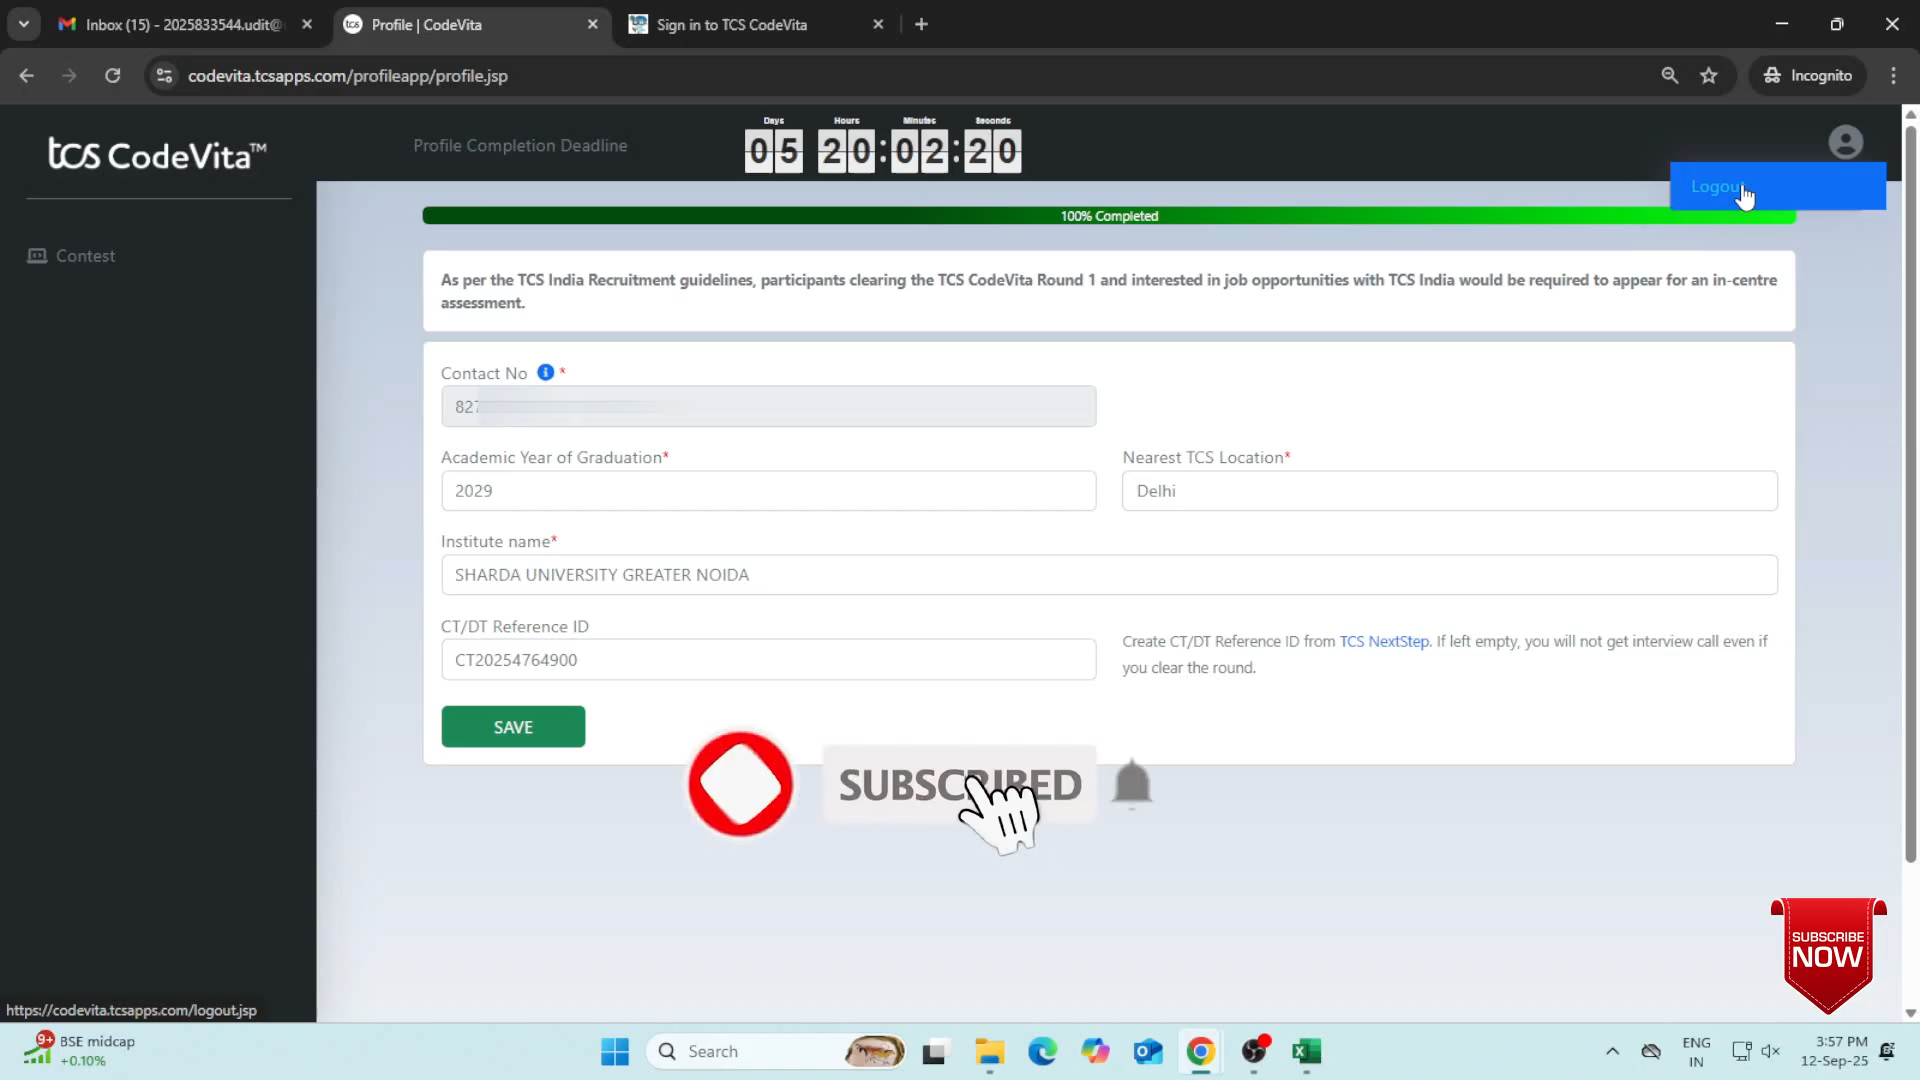 Inbox (15) - 2025833544.udit@
Profile | CodeVita
Sign in to TCS CodeVita
codevita.tcsapps.com/profileapp/profile.jsp
Incognito
tcs CodeVita™
Profile Completion Deadline
Days Hours Minutes Seconds
05 20:02:20
Logout
100% Completed
Contest
As per the TCS India Recruitment guidelines, participants clearing the TCS CodeVita Round 1 and interested in job opportunities with TCS India would be required to appear for an in-centre
assessment.
Contact No *
827
Academic Year of Graduation*
Nearest TCS Location*
2029
Delhi
Institute name*
SHARDA UNIVERSITY GREATER NOIDA
CT/DT Reference ID
CT20254764900
Create CT/DT Reference ID from TCS NextStep. If left empty, you will not get interview call even if
you clear the round.
SAVE
SUBSCRIBED
SUBSCRIBE
NOW
https://codevita.tcsapps.com/logout.jsp
9+
BSE midcap
+0.10%
Search
ENG
IN
3:57 PM
12-Sep-25